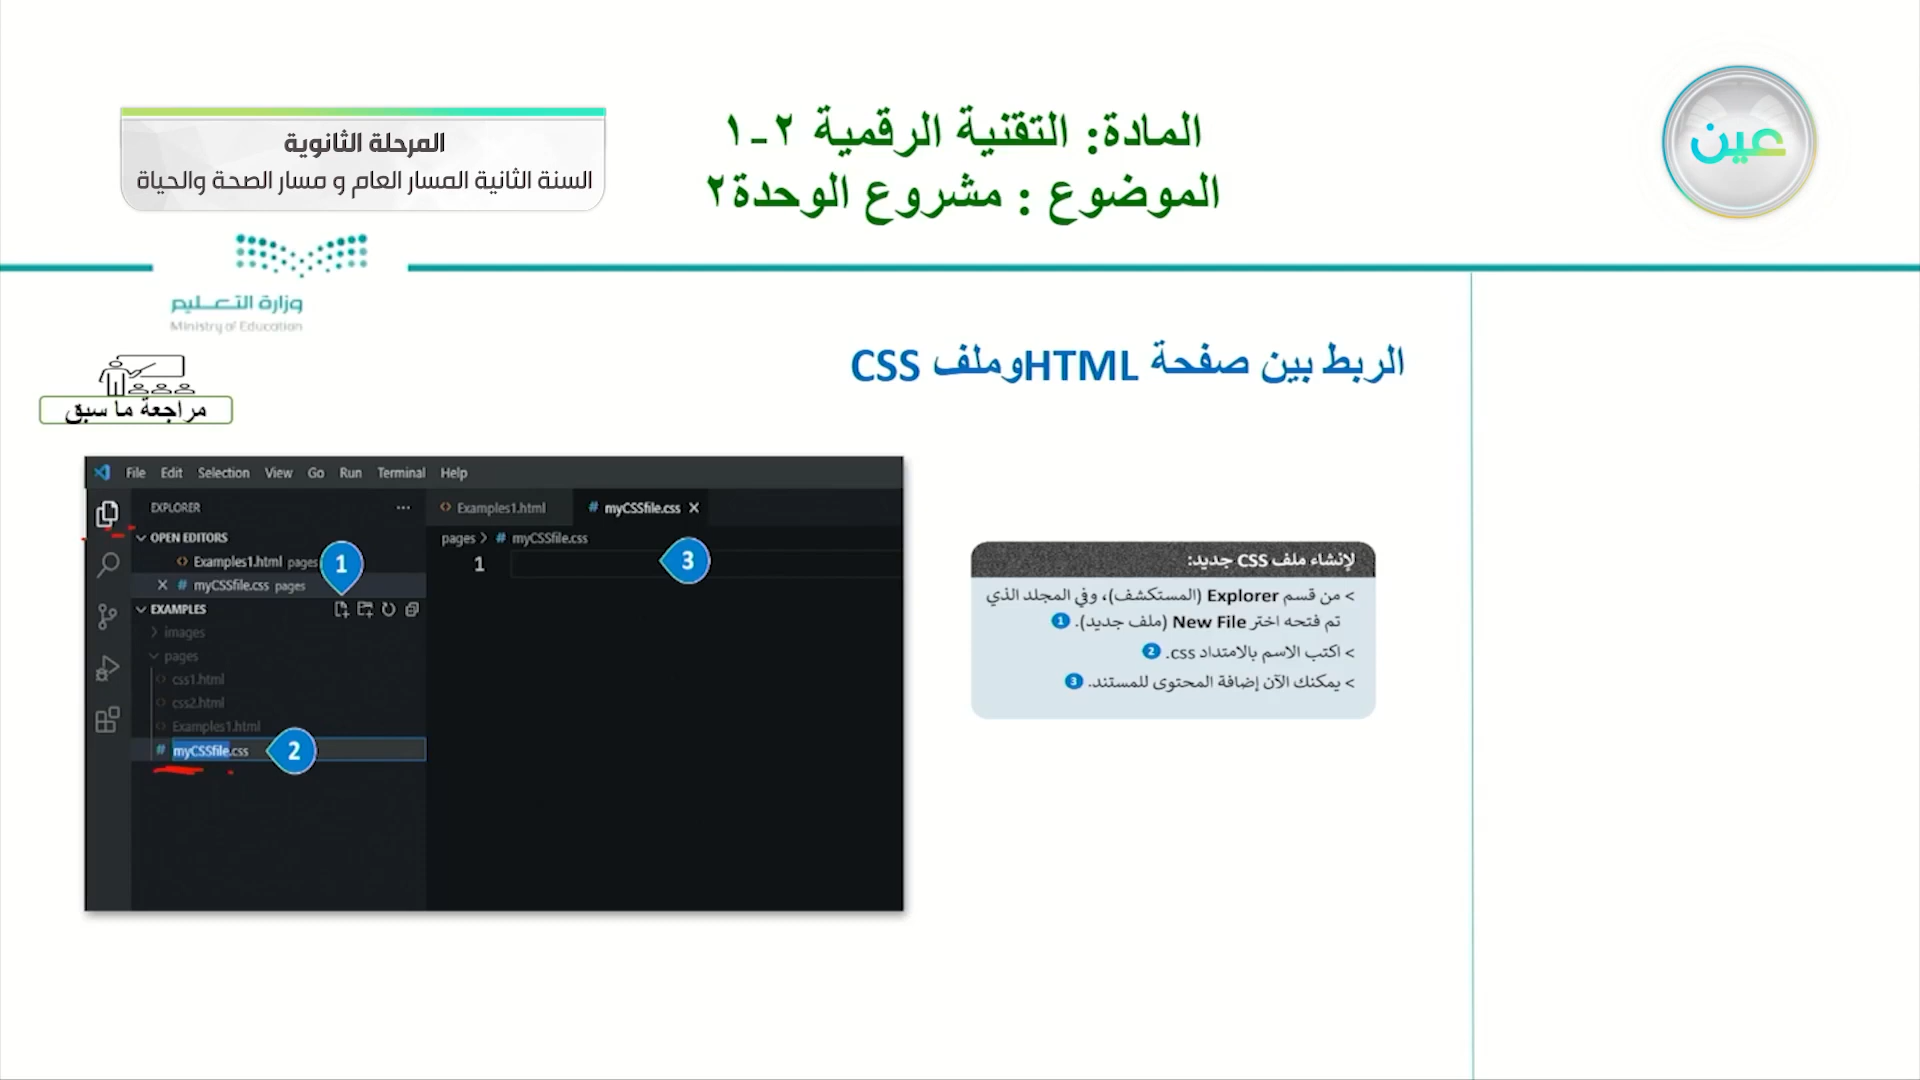 المرحلة الثانوية
السنة الثانية المسار العام و مسار الصحة والحياة
المادة: التقنية الرقمية ٢-١
الموضوع : مشروع الوحدة٢
عين
وزارة التعليم
Ministry of Education
الربط بين صفحة HTMLوملف CSS
مراجعة ما سبق
File Edit Selection View Go Run Terminal Help
EXPLORER ...
Examples1.html
# myCSSfile.css X
OPEN EDITORS
pages > # myCSSfile.css
<> Examples1.html pages
1
1
3
X # myCSSfile.css pages
EXAMPLES
> images
pages
<> css1.html
<> css2.html
<> Examples1.html
# myCSSfile.css
2
لإنشاء ملف CSS جديد:
> من قسم Explorer (المستكشف)، وفي المجلد الذي
تم فتحه اختر New File (ملف جديد). 1
> اكتب الاسم بالامتداد css. 2
> يمكنك الآن إضافة المحتوى للمستند. 3